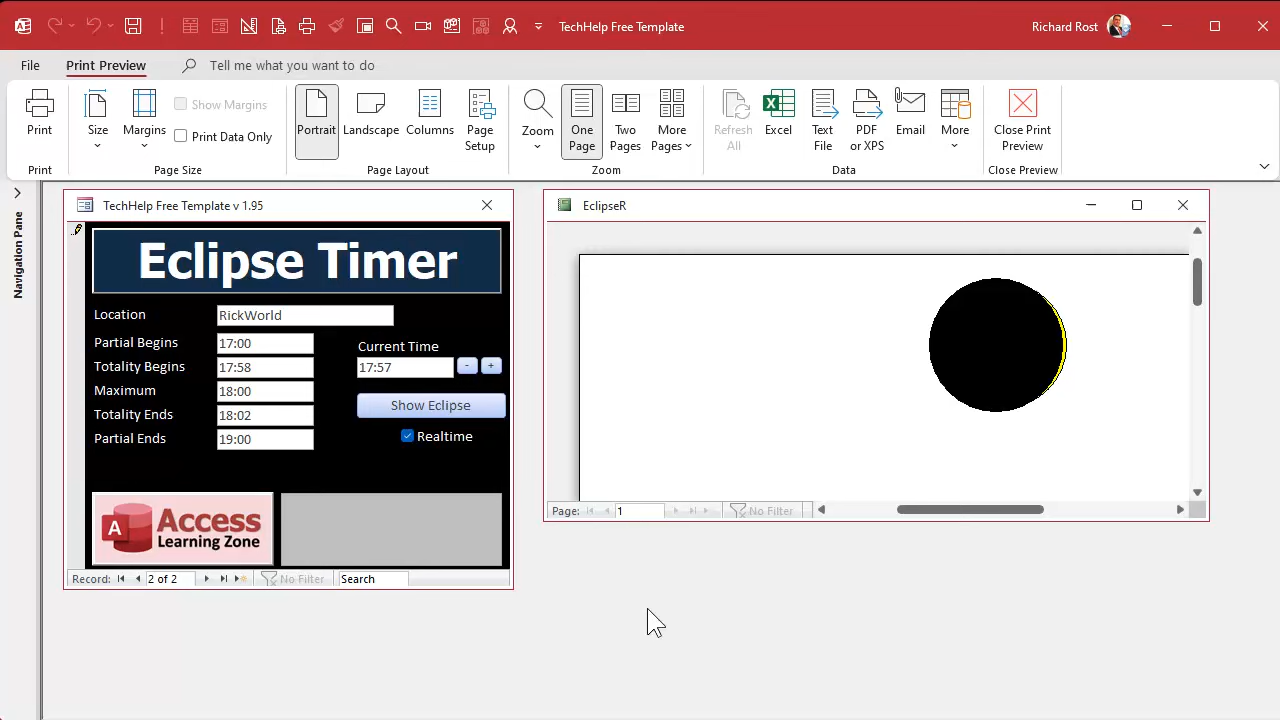 TechHelp Free Template
Richard Rost
File
Print Preview
Tell me what you want to do
Print
Size
Margins
Show Margins
Print Data Only
Portrait
Landscape
Columns
Page Setup
Zoom
One Page
Two Pages
More Pages
Refresh All
Excel
Text File
PDF or XPS
Email
More
Close Print Preview
Print
Page Size
Page Layout
Zoom
Data
Close Preview
Navigation Pane
TechHelp Free Template v 1.95
Eclipse Timer
Location RickWorld
Partial Begins 17:00
Totality Begins 17:58
Maximum 18:00
Totality Ends 18:02
Partial Ends 19:00
Current Time
17:57 - +
Show Eclipse
Realtime
A Access
Learning Zone
Record: 2 of 2 No Filter Search
EclipseR
Page: 1 No Filter